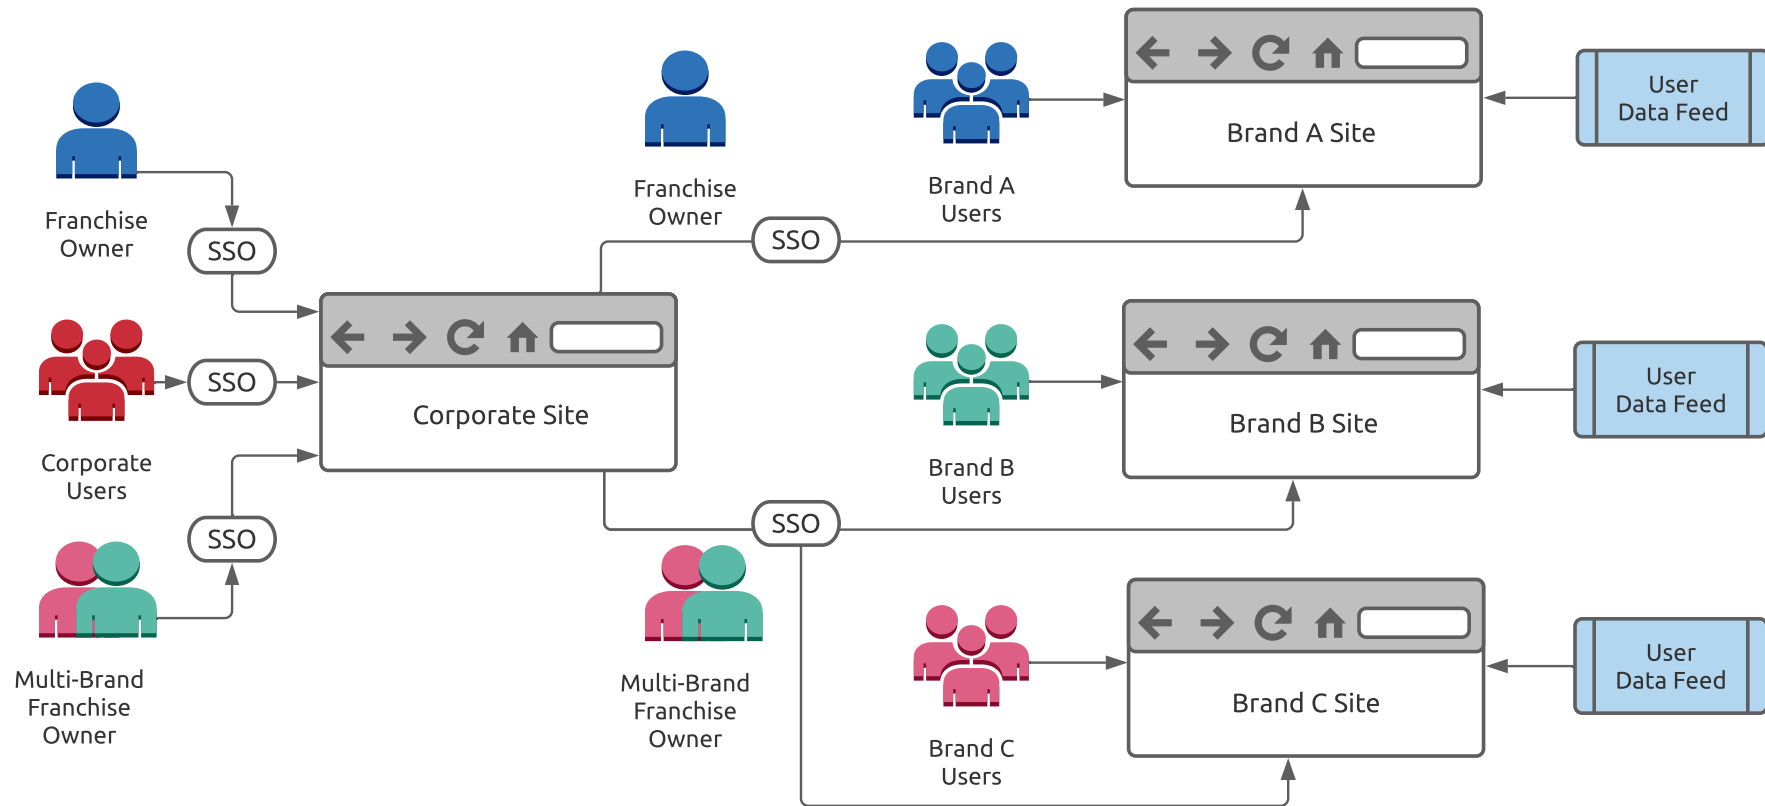 Franchise
Owner
SSO
Corporate
Users
SSO
Multi-Brand
Franchise
Owner
SSO
Corporate Site
Franchise
Owner
SSO
Multi-Brand
Franchise
Owner
SSO
Brand A
Users
Brand A Site
User
Data Feed
Brand B
Users
Brand B Site
User
Data Feed
Brand C
Users
Brand C Site
User
Data Feed